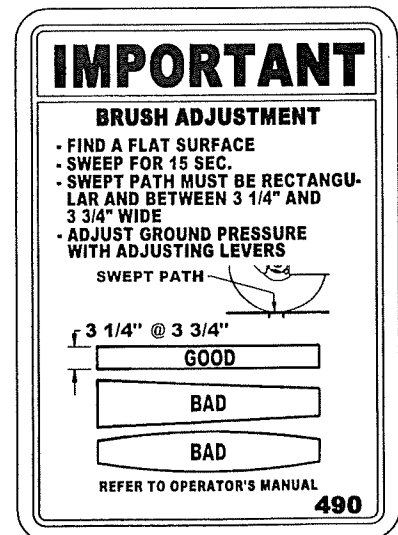 IMPORTANT
BRUSH ADJUSTMENT
- FIND A FLAT SURFACE
- SWEEP FOR 15 SEC.
- SWEPT PATH MUST BE RECTANGU-
LAR AND BETWEEN 3 1/4" AND
3 3/4" WIDE
- ADJUST GROUND PRESSURE
WITH ADJUSTING LEVERS
SWEPT PATH
3 1/4" @ 3 3/4"
GOOD
BAD
BAD
REFER TO OPERATOR'S MANUAL
490